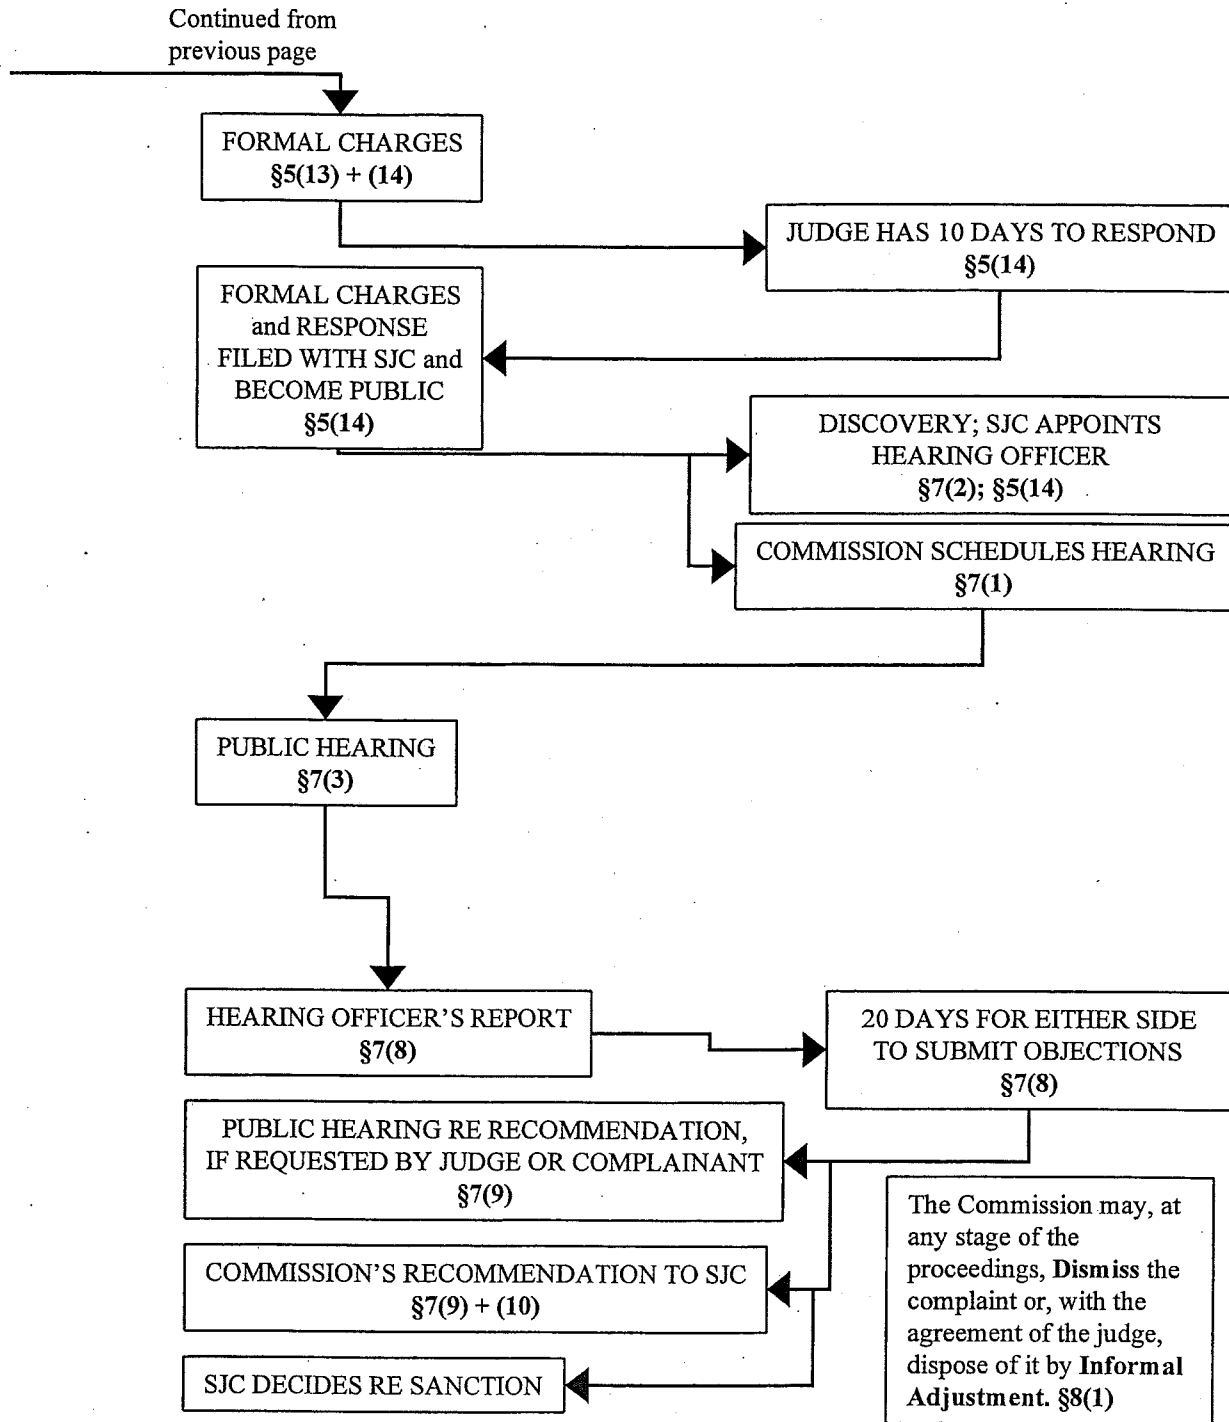 Continued from
previous page
FORMAL CHARGES
§5(13) + (14)
JUDGE HAS 10 DAYS TO RESPOND
§5(14)
FORMAL CHARGES
and RESPONSE
FILED WITH SJC and
BECOME PUBLIC
§5(14)
DISCOVERY; SJC APPOINTS
HEARING OFFICER
§7(2); §5(14)
COMMISSION SCHEDULES HEARING
§7(1)
PUBLIC HEARING
§7(3)
HEARING OFFICER'S REPORT
§7(8)
20 DAYS FOR EITHER SIDE
TO SUBMIT OBJECTIONS
§7(8)
PUBLIC HEARING RE RECOMMENDATION,
IF REQUESTED BY JUDGE OR COMPLAINANT
§7(9)
COMMISSION'S RECOMMENDATION TO SJC
§7(9) + (10)
SJC DECIDES RE SANCTION
The Commission may, at
any stage of the
proceedings, Dismiss the
complaint or, with the
agreement of the judge,
dispose of it by Informal
Adjustment. §8(1)